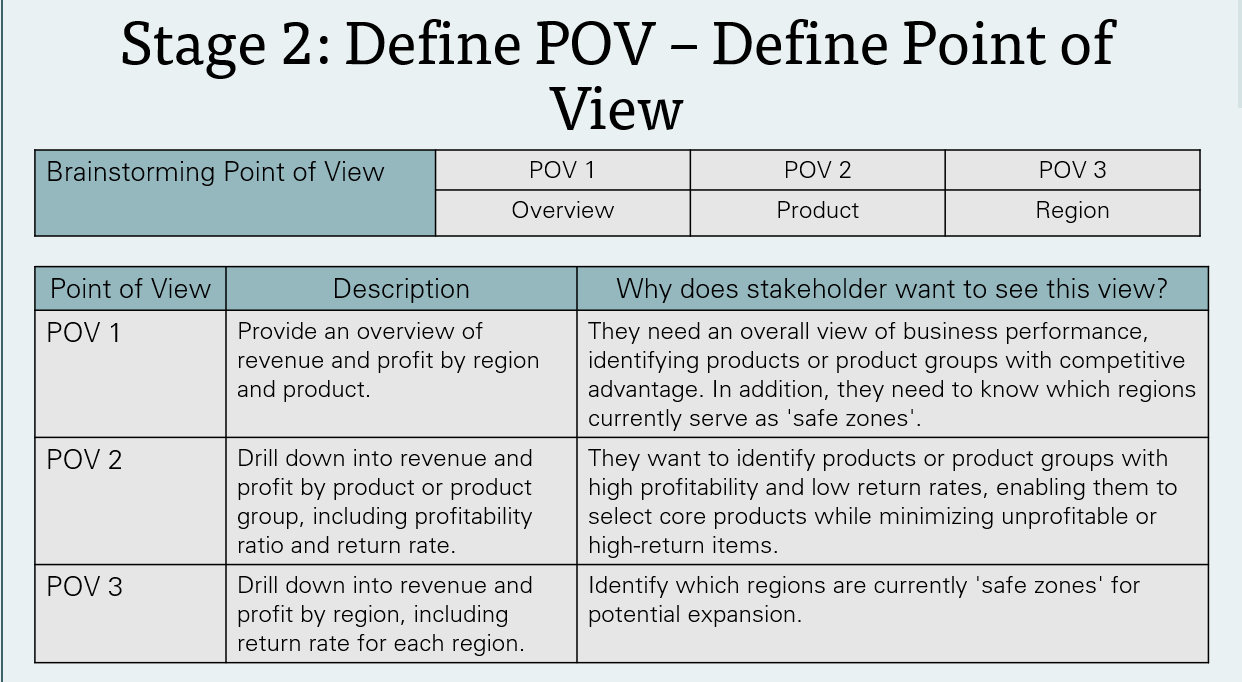 Stage 2: Define POV – Define Point of
View
Brainstorming Point of View
POV 1
POV 2
POV 3
Overview
Product
Region
Point of View
Description
Why does stakeholder want to see this view?
POV 1
Provide an overview of
revenue and profit by region
and product.
They need an overall view of business performance,
identifying products or product groups with competitive
advantage. In addition, they need to know which regions
currently serve as 'safe zones'.
POV 2
Drill down into revenue and
profit by product or product
group, including profitability
ratio and return rate.
They want to identify products or product groups with
high profitability and low return rates, enabling them to
select core products while minimizing unprofitable or
high-return items.
POV 3
Drill down into revenue and
profit by region, including
return rate for each region.
Identify which regions are currently 'safe zones' for
potential expansion.